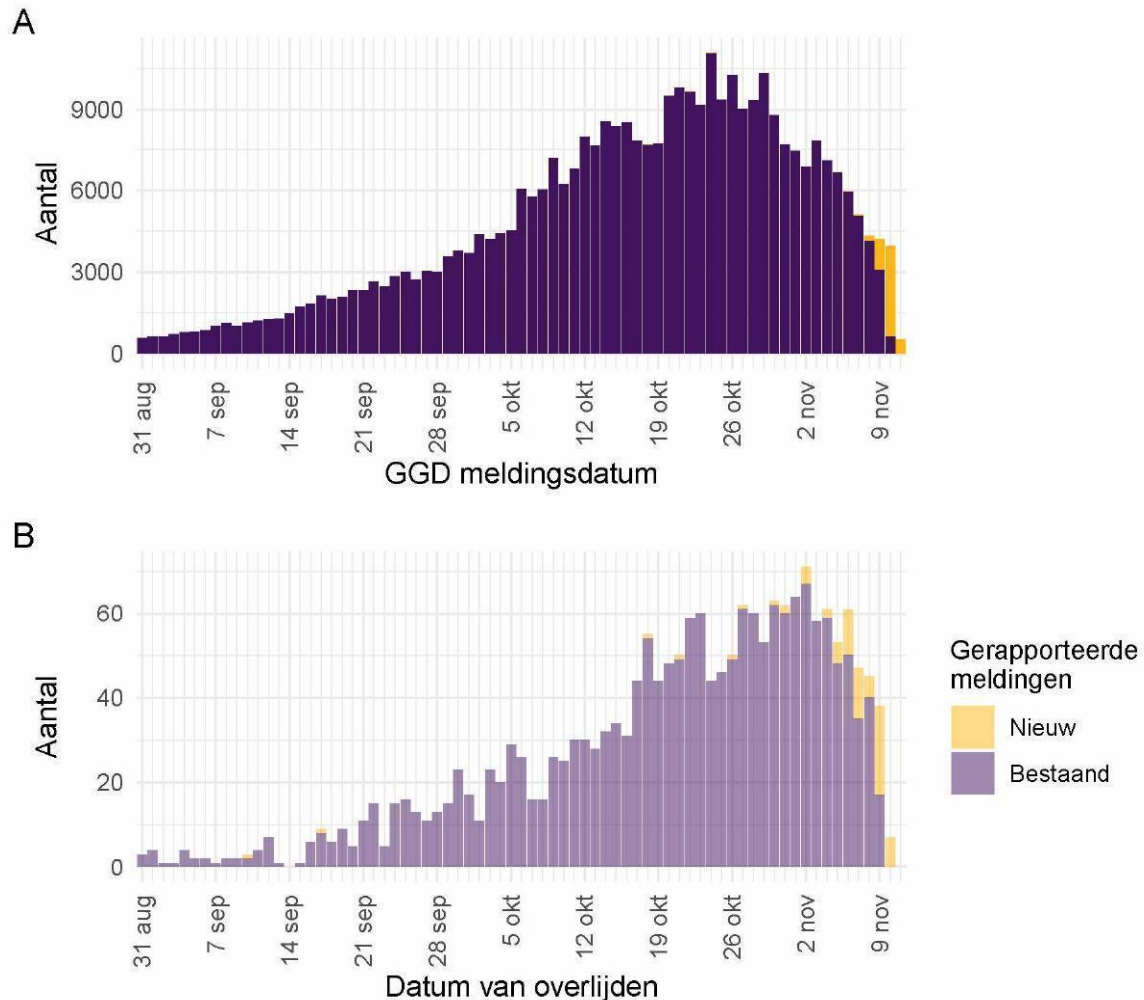 A
9000
6000
3000
0
Aantal
31 aug
7 sep
14 sep
21 sep
28 sep
5 okt
12 okt
19 okt
26 okt
2 nov
9 nov
GGD meldingsdatum
B
60
40
20
0
Aantal
31 aug
7 sep
14 sep
21 sep
28 sep
5 okt
12 okt
19 okt
26 okt
2 nov
9 nov
Datum van overlijden
Gerapporteerde
meldingen
Nieuw
Bestaand